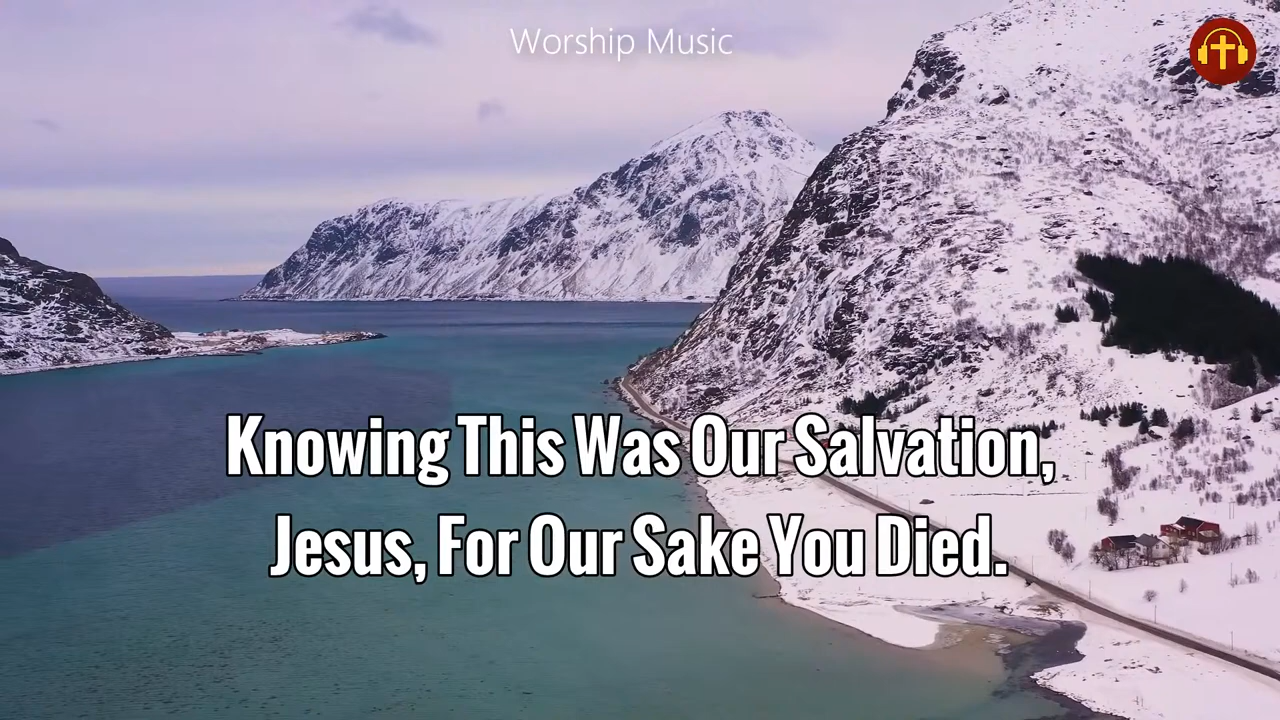 Worship Music
Knowing This Was Our Salvation,
Jesus, For Our Sake You Died.